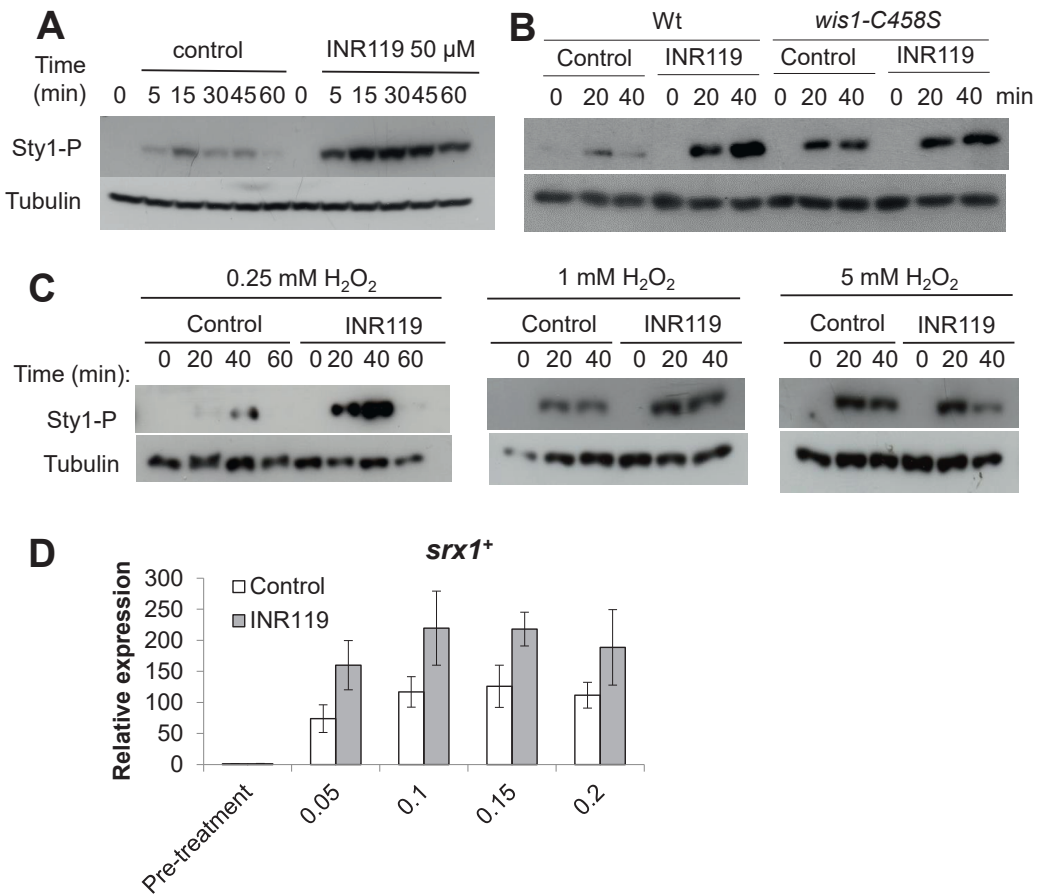 A
control
INR119 50 µM
Time
(min)
0 5 15 30 45 60 0 5 15 30 45 60
Sty1-P
Tubulin
B
Wt
wis1-C458S
Control INR119 Control INR119
0 20 40 0 20 40 0 20 40 0 20 40 min
C
0.25 mM H₂O₂
Control INR119
0 20 40 60 0 20 40 60
Time (min):
Sty1-P
Tubulin
1 mM H₂O₂
Control INR119
0 20 40 0 20 40
5 mM H₂O₂
Control INR119
0 20 40 0 20 40
D
srx1⁺
Relative expression
300
250
200
150
100
50
0
Control
INR119
Pre-treatment
0.05
0.1
0.15
0.2